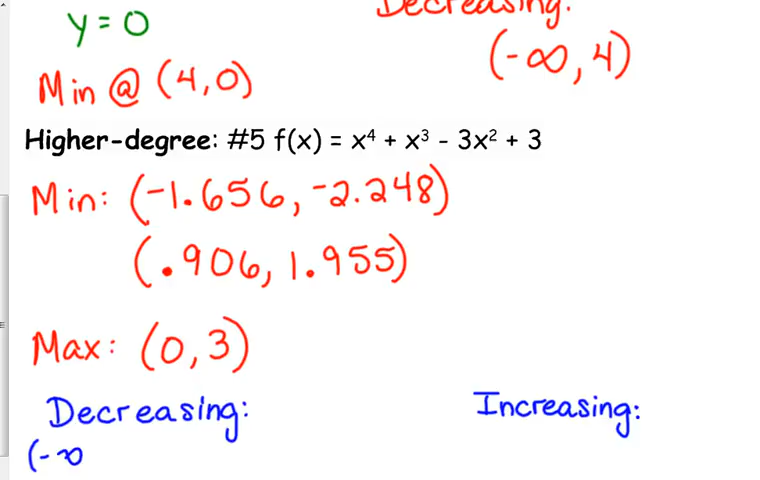 y = 0
Decreasing:
(-∞, 4)
Min @ (4, 0)
Higher-degree: #5 f(x) = x⁴ + x³ - 3x² + 3
Min: (-1.656, -2.248)
(.906, 1.955)
Max: (0, 3)
Decreasing:
Increasing:
(-∞